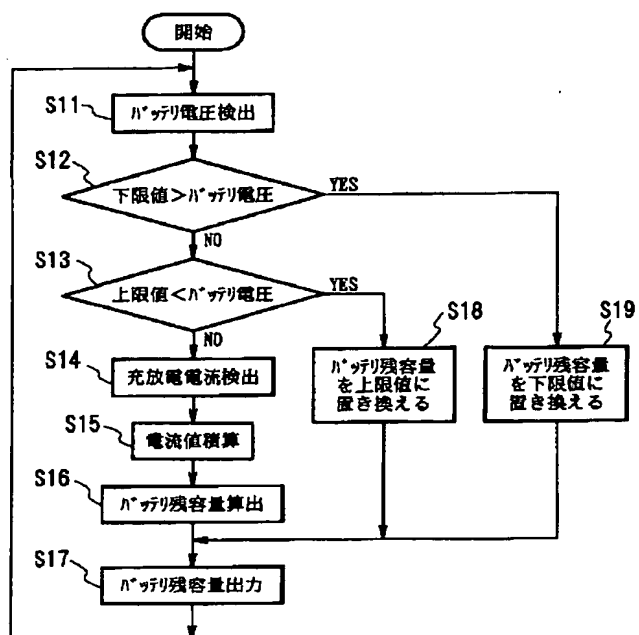 開始
S11
バッテリ電圧検出
S12
下限値＞バッテリ電圧
YES
NO
S13
上限値＜バッテリ電圧
YES
NO
S14
充放電電流検出
S15
電流値積算
S16
バッテリ残容量算出
S17
バッテリ残容量出力
S18
バッテリ残容量
を上限値に
置き換える
S19
バッテリ残容量
を下限値に
置き換える